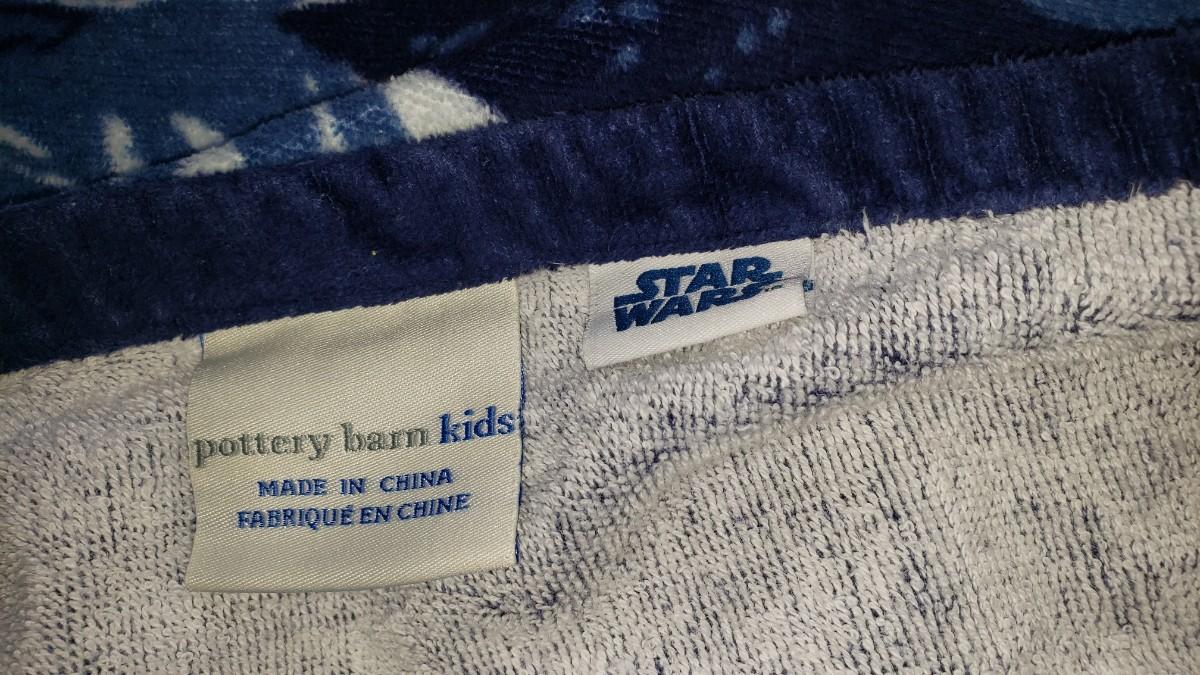 STAR
WARS
pottery barn kids
MADE IN CHINA
FABRIQUÉ EN CHINE